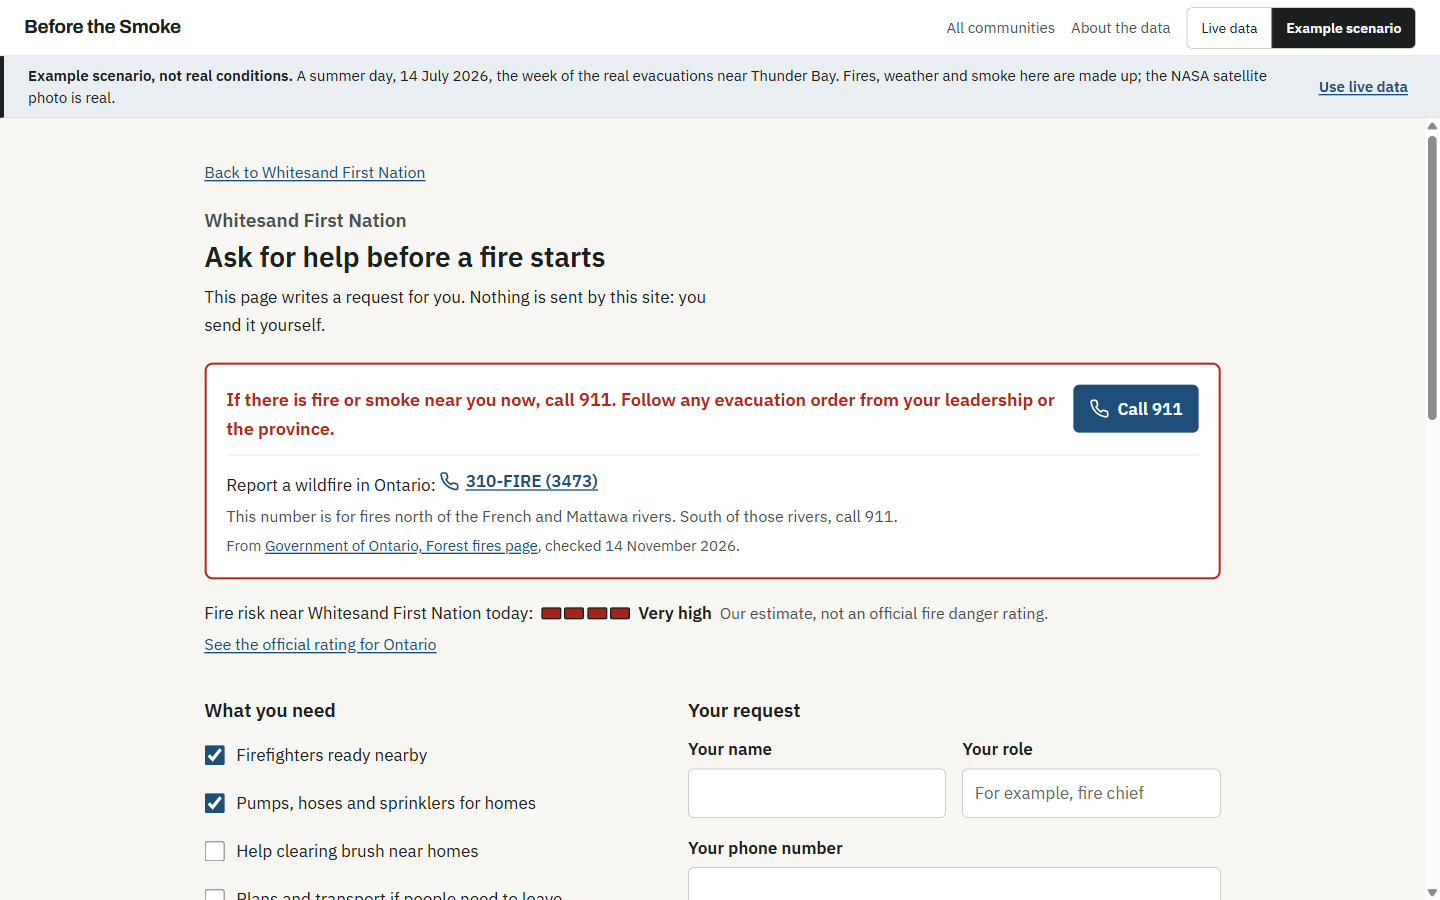 Before the Smoke
All communities
About the data
Live data
Example scenario
Example scenario, not real conditions. A summer day, 14 July 2026, the week of the real evacuations near Thunder Bay. Fires, weather and smoke here are made up; the NASA satellite
photo is real.
Use live data
Back to Whitesand First Nation
Whitesand First Nation
Ask for help before a fire starts
This page writes a request for you. Nothing is sent by this site: you
send it yourself.
If there is fire or smoke near you now, call 911. Follow any evacuation order from your leadership or
the province.
Call 911
Report a wildfire in Ontario: 310-FIRE (3473)
This number is for fires north of the French and Mattawa rivers. South of those rivers, call 911.
From Government of Ontario, Forest fires page, checked 14 November 2026.
Fire risk near Whitesand First Nation today: Very high Our estimate, not an official fire danger rating.
See the official rating for Ontario
What you need
Firefighters ready nearby
Pumps, hoses and sprinklers for homes
Help clearing brush near homes
Plans and transport if people need to leave
Your request
Your name
Your role
For example, fire chief
Your phone number